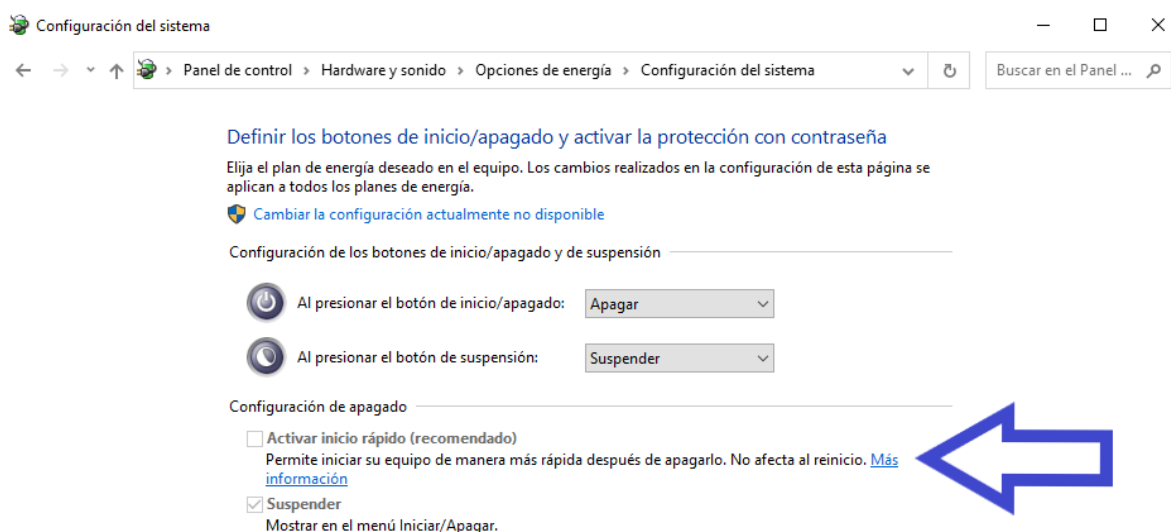 Configuración del sistema
Panel de control > Hardware y sonido > Opciones de energía > Configuración del sistema
Buscar en el Panel ...
Definir los botones de inicio/apagado y activar la protección con contraseña
Elija el plan de energía deseado en el equipo. Los cambios realizados en la configuración de esta página se
aplican a todos los planes de energía.
Cambiar la configuración actualmente no disponible
Configuración de los botones de inicio/apagado y de suspensión
Al presionar el botón de inicio/apagado: Apagar
Al presionar el botón de suspensión: Suspender
Configuración de apagado
Activar inicio rápido (recomendado)
Permite iniciar su equipo de manera más rápida después de apagarlo. No afecta al reinicio. Más
información
Suspender
Mostrar en el menú Iniciar/Apagar.